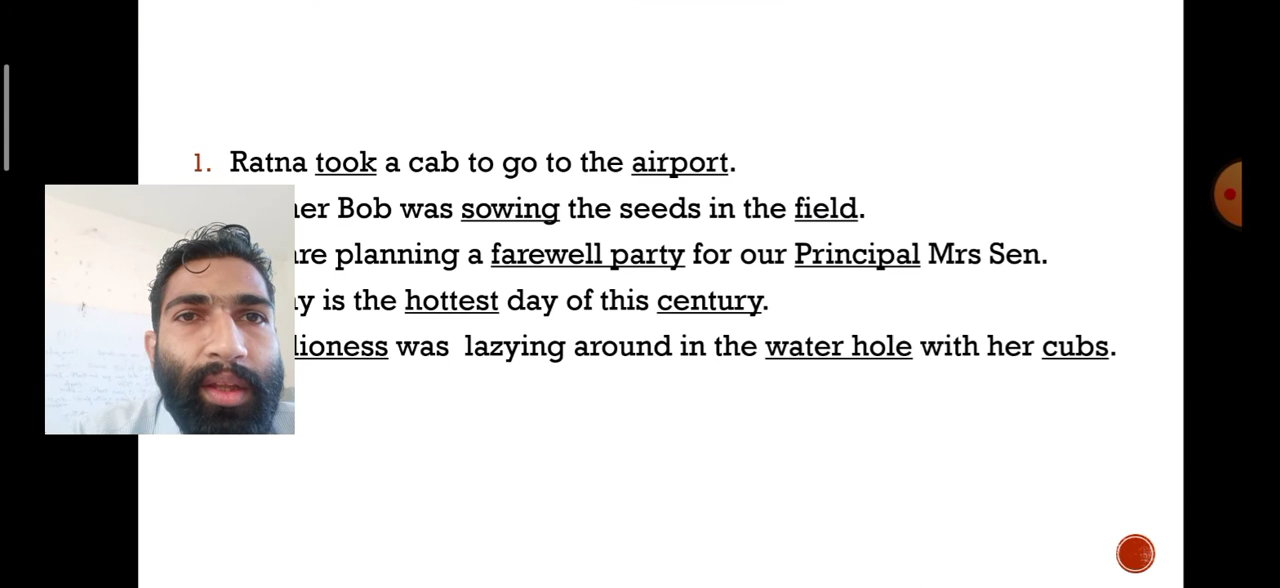 1. Ratna took a cab to go to the airport.
Bob was sowing the seeds in the field.
planning a farewell party for our Principal Mrs Sen.
is the hottest day of this century.
lioness was lazying around in the water hole with her cubs.